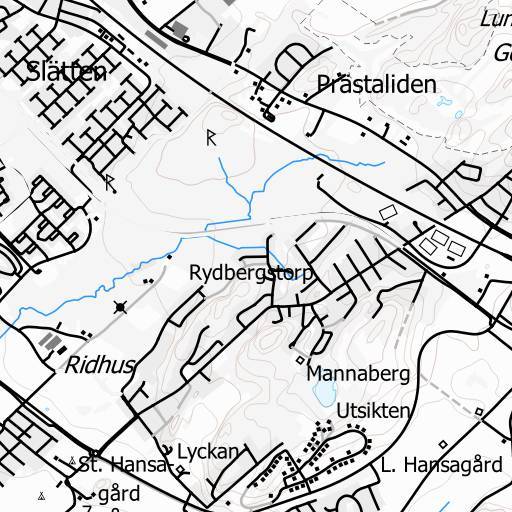 Slätten
Prästaliden
R
R
Rydbergstorp
Ridhus
Mannaberg
Utsikten
Lyckan
St. Hansa-
gård
L. Hansagård